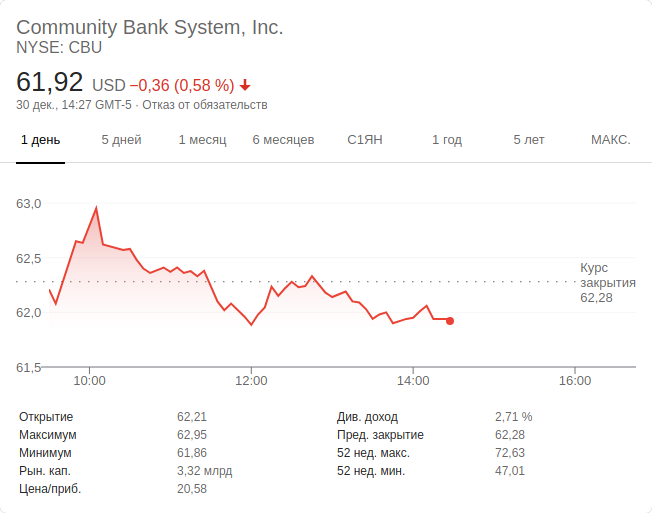 Community Bank System, Inc.
NYSE: CBU
61,92 USD −0,36 (0,58 %)
30 дек., 14:27 GMT-5 · Отказ от обязательств
1 день 5 дней 1 месяц 6 месяцев С1ЯН 1 год 5 лет МАКС.
63,0
62,5
Курс
закрытия
62,28
62,0
61,5
10:00 12:00 14:00 16:00
Открытие 62,21 Див. доход 2,71 %
Максимум 62,95 Пред. закрытие 62,28
Минимум 61,86 52 нед. макс. 72,63
Рын. кап. 3,32 млрд 52 нед. мин. 47,01
Цена/приб. 20,58